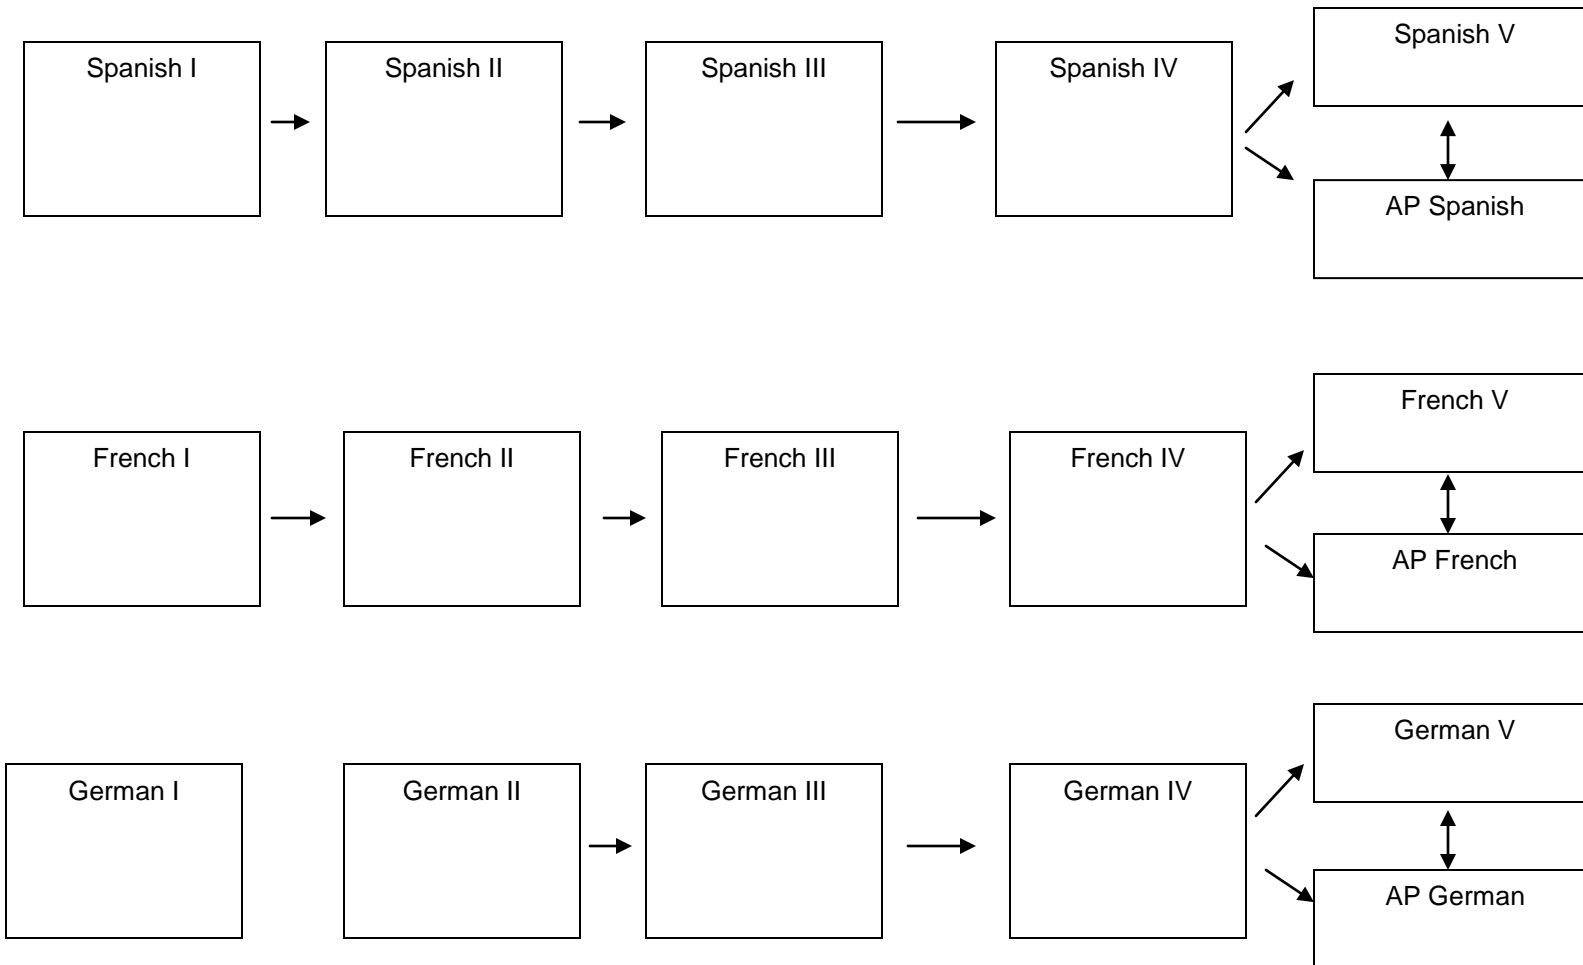 Spanish I
Spanish II
Spanish III
Spanish IV
Spanish V
AP Spanish
French I
French II
French III
French IV
French V
AP French
German I
German II
German III
German IV
German V
AP German